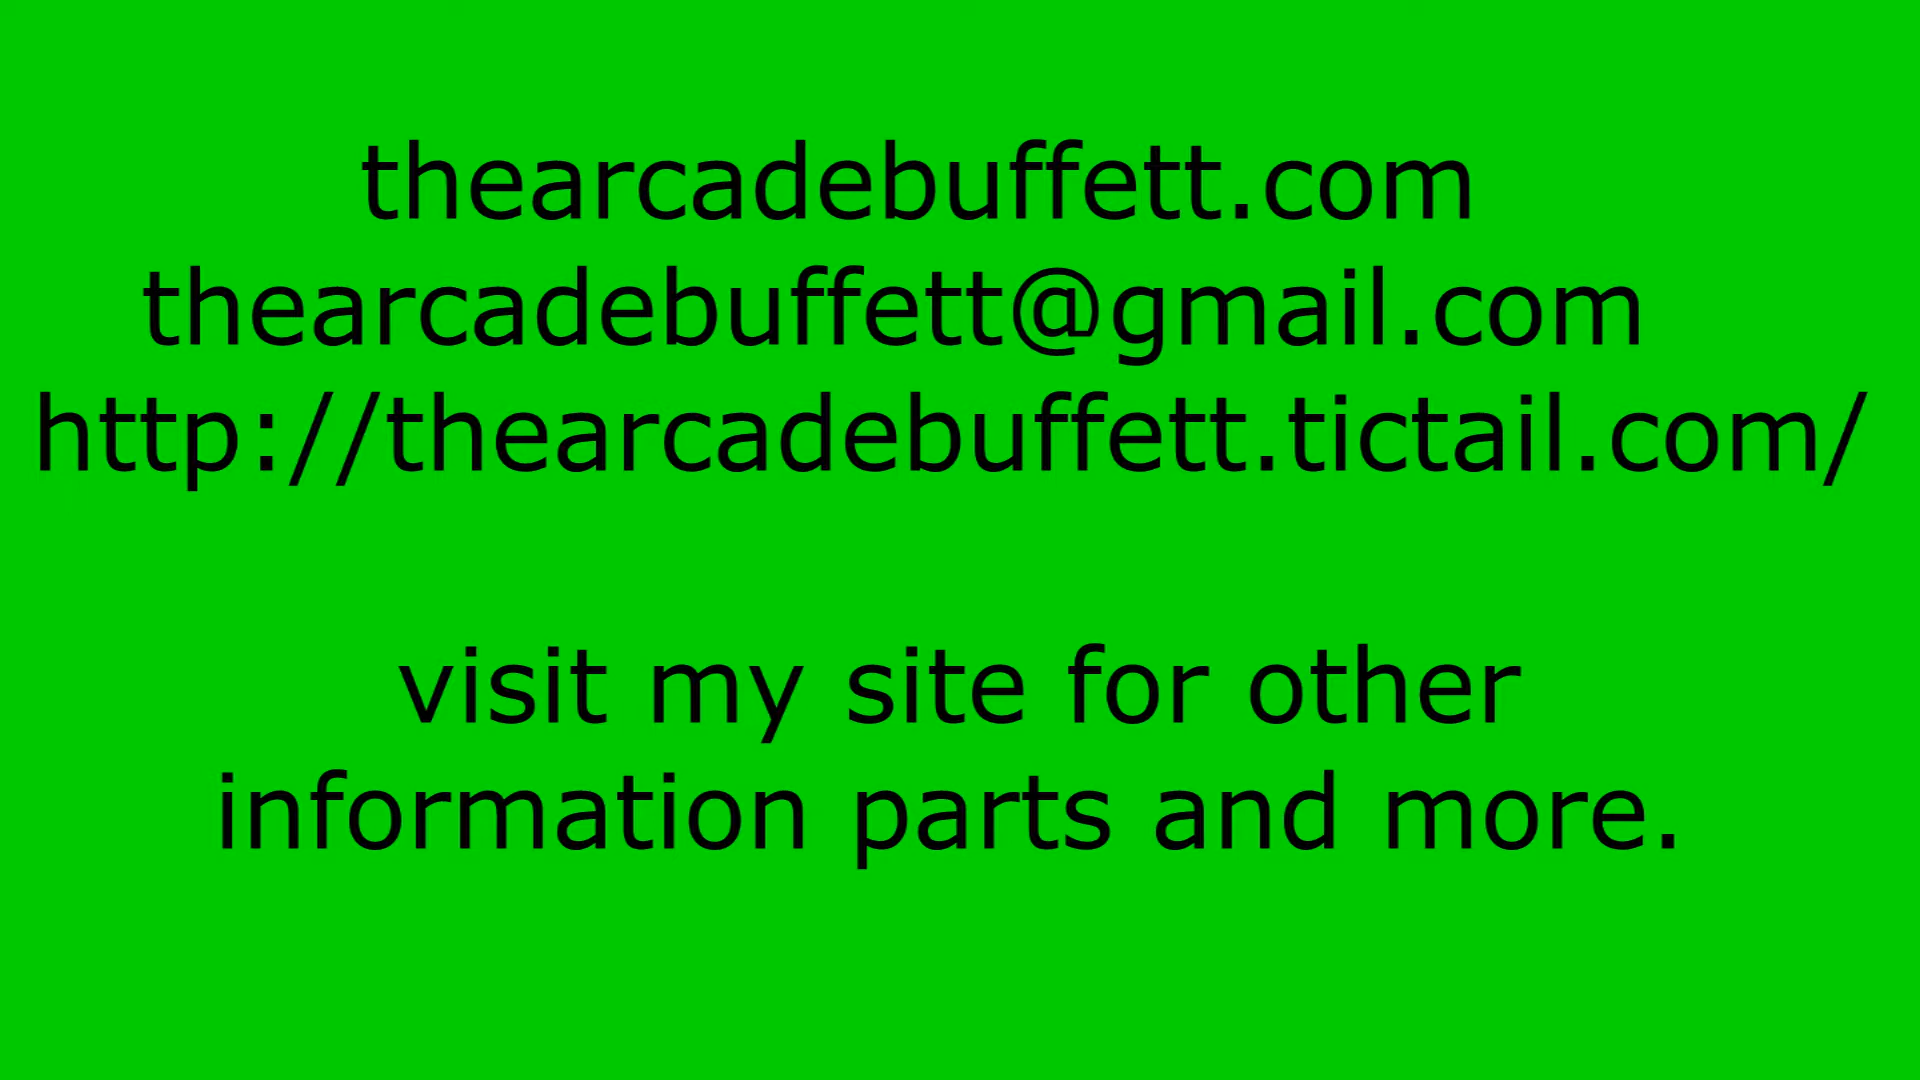 thearcadebuffett.com
thearcadebuffett@gmail.com
http://thearcadebuffett.tictail.com/
visit my site for other
information parts and more.